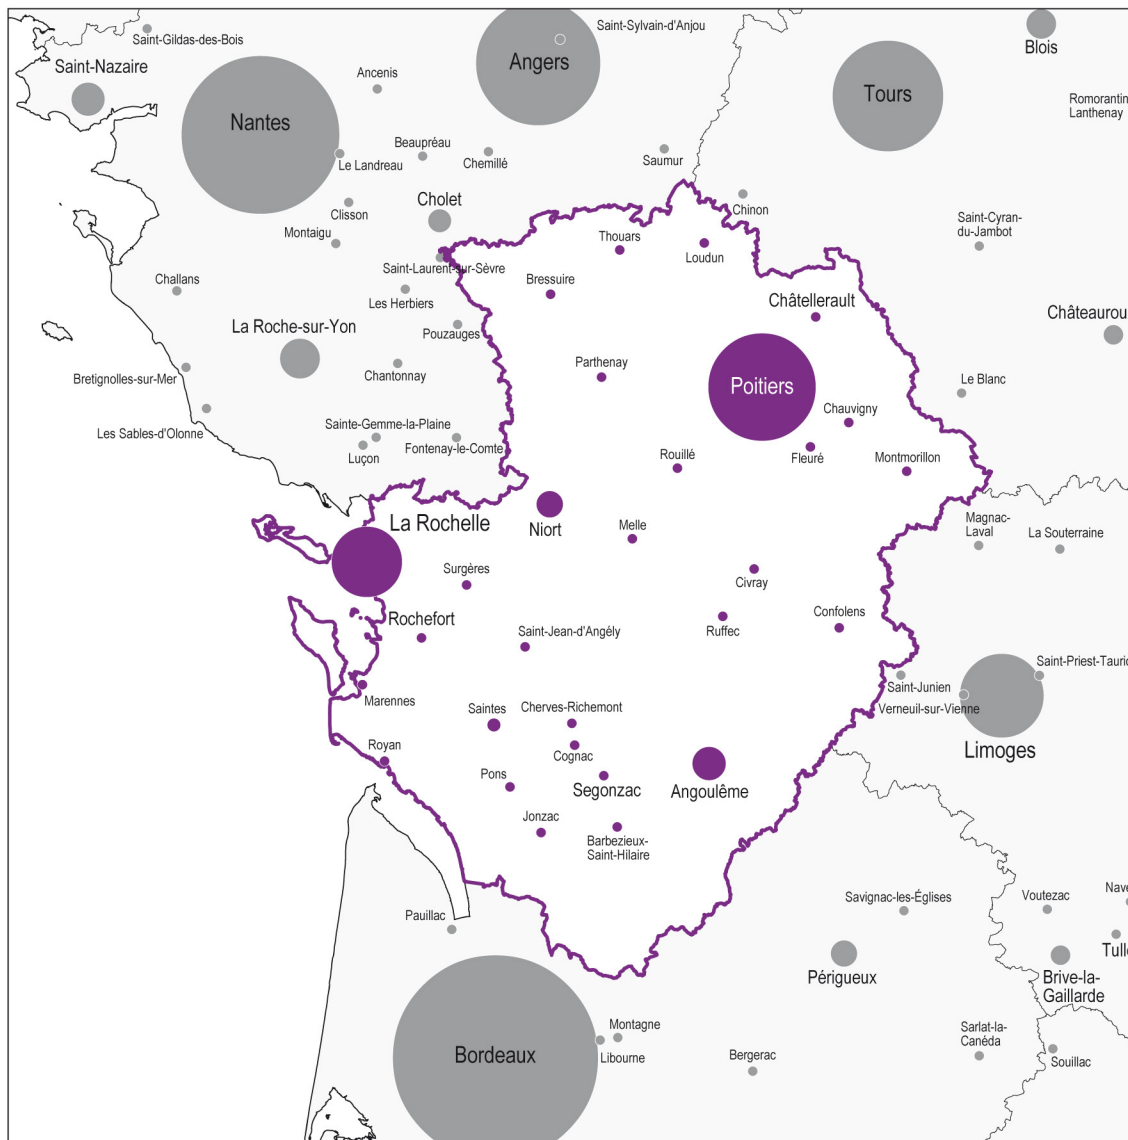 Saint-Sylvain-d'Anjou
Saint-Gildas-des-Bois
Blois
Saint-Nazaire
Angers
Ancenis
Tours
Romorantin
Lanthenay
Nantes
Beaupréau
Le Landreau
Chemillé
Saumur
Cholet
Chinon
Clisson
Montaigu
Saint-Cyran-
du-Jambot
Thouars
Loudun
Saint-Laurent-sur-Sèvre
Challans
Bressuire
Les Herbiers
Châtellerault
Châteaurou
La Roche-sur-Yon
Pouzauges
Parthenay
Chantonnay
Bretignolles-sur-Mer
Poitiers
Le Blanc
Chauvigny
Sainte-Gemme-la-Plaine
Les Sables-d'Olonne
Luçon
Fontenay-le-Comte
Rouillé
Fleuré
Montmorillon
La Rochelle
Niort
Melle
Magnac-
Laval
La Souterraine
Surgères
Civray
Rochefort
Saint-Jean-d'Angély
Ruffec
Confolens
Saint-Priest-Tauric
Saint-Junien
Marennes
Verneuil-sur-Vienne
Saintes
Cherves-Richemont
Royan
Cognac
Limoges
Pons
Segonzac
Angoulême
Jonzac
Barbezieux-
Saint-Hilaire
Savignac-les-Églises
Voutezac
Nave
Pauillac
Tulle
Périgueux
Brive-la-
Gaillarde
Montagne
Sarlat-la-
Canéda
Bordeaux
Libourne
Bergerac
Souillac